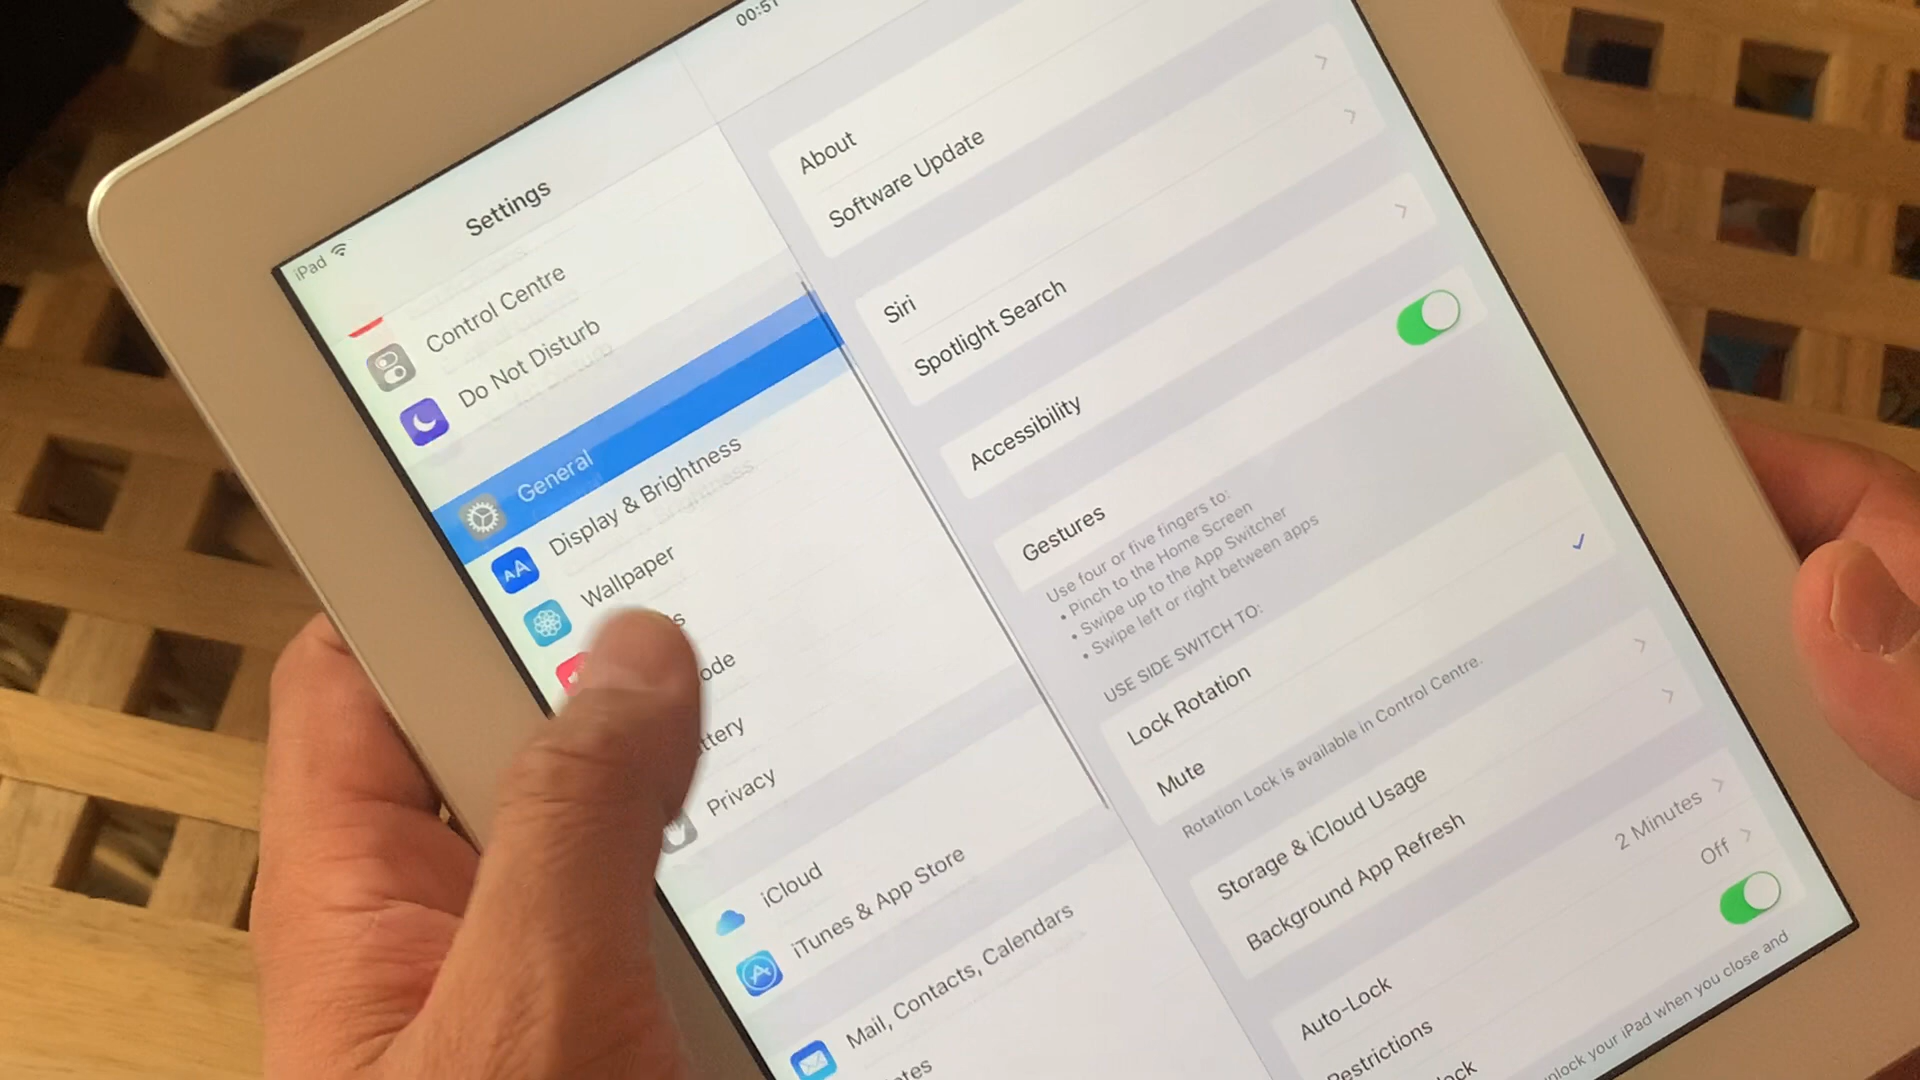 iPad
00:51
Settings
Control Centre
Do Not Disturb
General
Display & Brightness
Wallpaper
Privacy
iCloud
iTunes & App Store
Mail, Contacts, Calendars
About
Software Update
Siri
Spotlight Search
Accessibility
Gestures
Use four or five fingers to:
• Pinch to the Home Screen
• Swipe up to the App Switcher
• Swipe left or right between apps
USE SIDE SWITCH TO:
Lock Rotation
Mute
Rotation Lock is available in Control Centre.
Storage & iCloud Usage
Background App Refresh
Auto-Lock 2 Minutes
Restrictions Off
your iPad when you close and